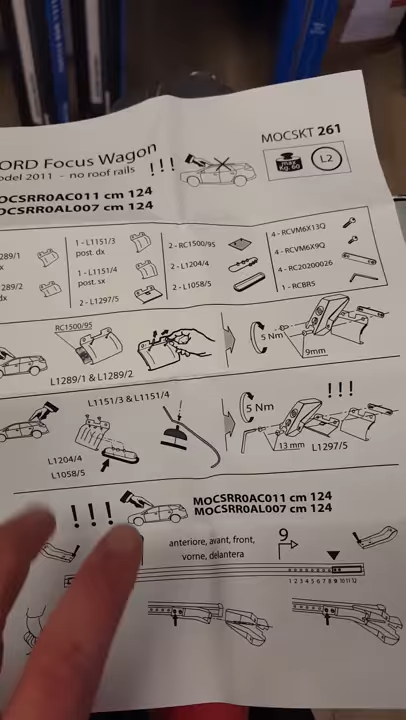 ORD Focus Wagon
odel 2011 - no roof rails
!!!
MOCSKT 261
max
Kg. 60
L2
OCSRR0AC011 cm 124
OCSRR0AL007 cm 124
289/1
x
289/2
dx
1 - L1151/3
post. dx
1 - L1151/4
post. sx
2 - L1297/5
2 - RC1500/95
2 - L1204/4
2 - L1058/5
4 - RCVM6X13Q
4 - RCVM6X9Q
4 - RC20200026
1 - RCBR5
RC1500/95
L1289/1 & L1289/2
5 Nm
9mm
L1151/3 & L1151/4
L1204/4
L1058/5
5 Nm
!!!
13 mm
L1297/5
!!!
MOCSRR0AC011 cm 124
MOCSRR0AL007 cm 124
anteriore, avant, front,
vorne, delantera
9
1 2 3 4 5 6 7 8 9 10 11 12